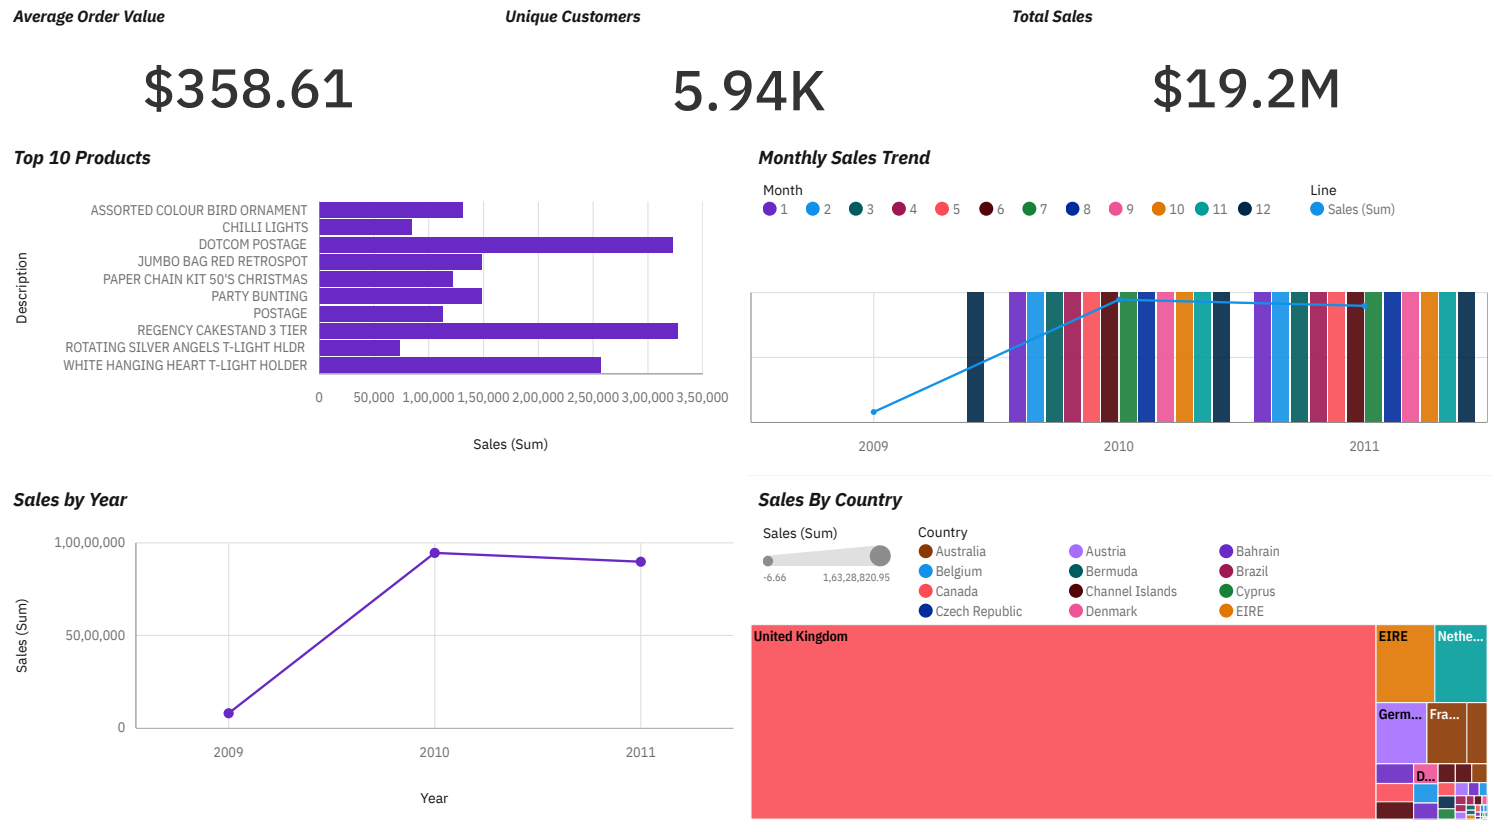 Average Order Value
Unique Customers
Total Sales
$358.61
5.94K
$19.2M
Top 10 Products
Description
ASSORTED COLOUR BIRD ORNAMENT
CHILLI LIGHTS
DOTCOM POSTAGE
JUMBO BAG RED RETROSPOT
PAPER CHAIN KIT 50'S CHRISTMAS
PARTY BUNTING
POSTAGE
REGENCY CAKESTAND 3 TIER
ROTATING SILVER ANGELS T-LIGHT HLDR
WHITE HANGING HEART T-LIGHT HOLDER
0 50,000 1,00,000 1,50,000 2,00,000 2,50,000 3,00,000 3,50,000
Sales (Sum)
Monthly Sales Trend
Month
1 2 3 4 5 6 7 8 9 10 11 12
Line
Sales (Sum)
2009 2010 2011
Sales by Year
Sales (Sum)
1,00,00,000
50,00,000
0
2009 2010 2011
Year
Sales By Country
Sales (Sum)
-6.66 1,63,28,820.95
Country
Australia Austria Bahrain
Belgium Bermuda Brazil
Canada Channel Islands Cyprus
Czech Republic Denmark EIRE
United Kingdom
EIRE
Nethe...
Germ...
Fra...
D...